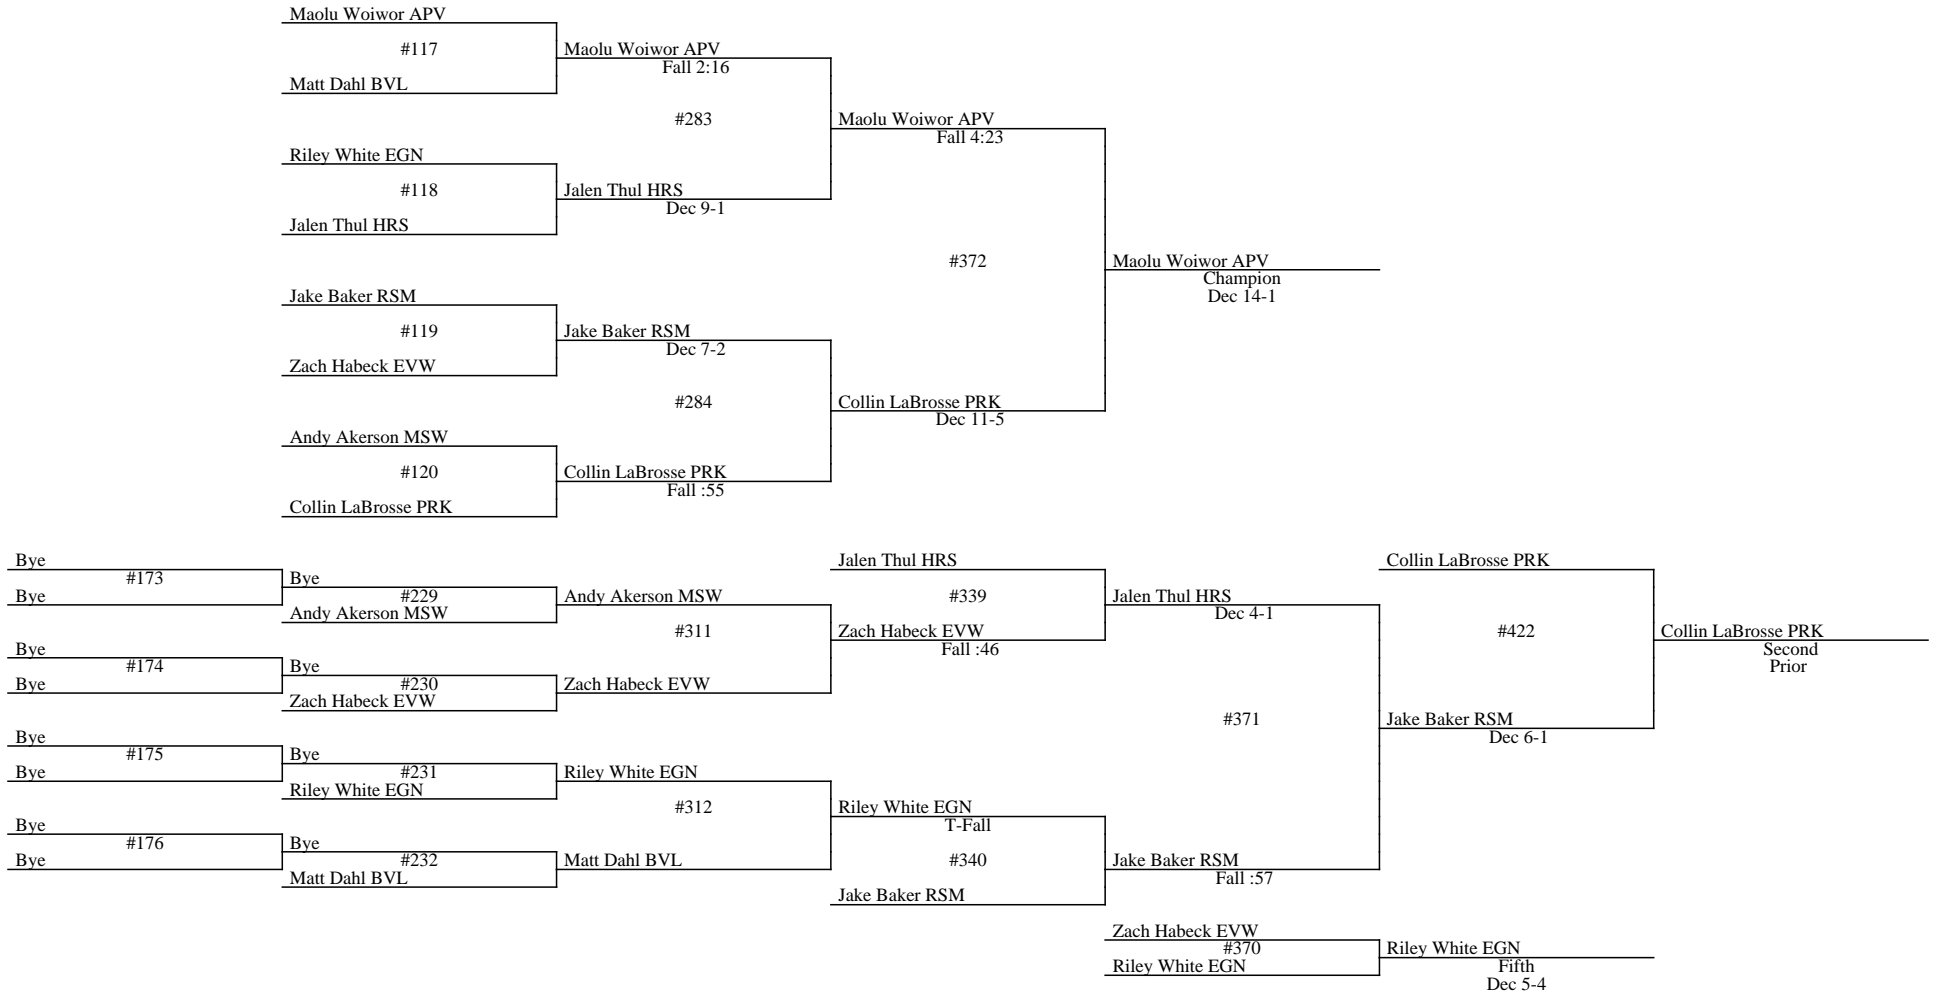 Maolu Woiwor APV
#117
Maolu Woiwor APV
Fall 2:16
Matt Dahl BVL
#283
Maolu Woiwor APV
Fall 4:23
Riley White EGN
#118
Jalen Thul HRS
Dec 9-1
Jalen Thul HRS
#372
Maolu Woiwor APV
Champion
Dec 14-1
Jake Baker RSM
#119
Jake Baker RSM
Dec 7-2
Zach Habeck EVW
#284
Collin LaBrosse PRK
Dec 11-5
Andy Akerson MSW
#120
Collin LaBrosse PRK
Fall :55
Collin LaBrosse PRK
Bye
#173
Bye
Bye
#229
Andy Akerson MSW
Andy Akerson MSW
#311
Bye
#174
Bye
Bye
#230
Zach Habeck EVW
Zach Habeck EVW
Jalen Thul HRS
#339
Zach Habeck EVW
Fall :46
Jalen Thul HRS
Dec 4-1
#371
Collin LaBrosse PRK
#422
Collin LaBrosse PRK
Second
Prior
Jake Baker RSM
Dec 6-1
Bye
#175
Bye
Bye
#231
Riley White EGN
Riley White EGN
#312
Bye
#176
Bye
Bye
#232
Matt Dahl BVL
Matt Dahl BVL
Riley White EGN
T-Fall
#340
Jake Baker RSM
Jake Baker RSM
Fall :57
Zach Habeck EVW
#370
Riley White EGN
Riley White EGN
Fifth
Dec 5-4